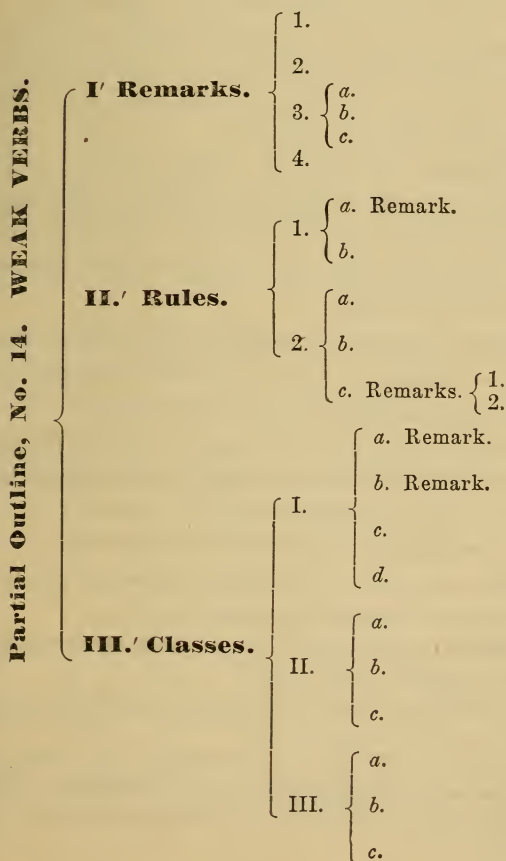 Partial Outline, No. 14. WEAK VERBS.
I' Remarks.
1.
2.
3.
a.
b.
c.
4.
II.' Rules.
1.
a. Remark.
b.
2.
a.
b.
c. Remarks.
1.
2.
III.' Classes.
I.
a. Remark.
b. Remark.
c.
d.
II.
a.
b.
c.
III.
a.
b.
c.